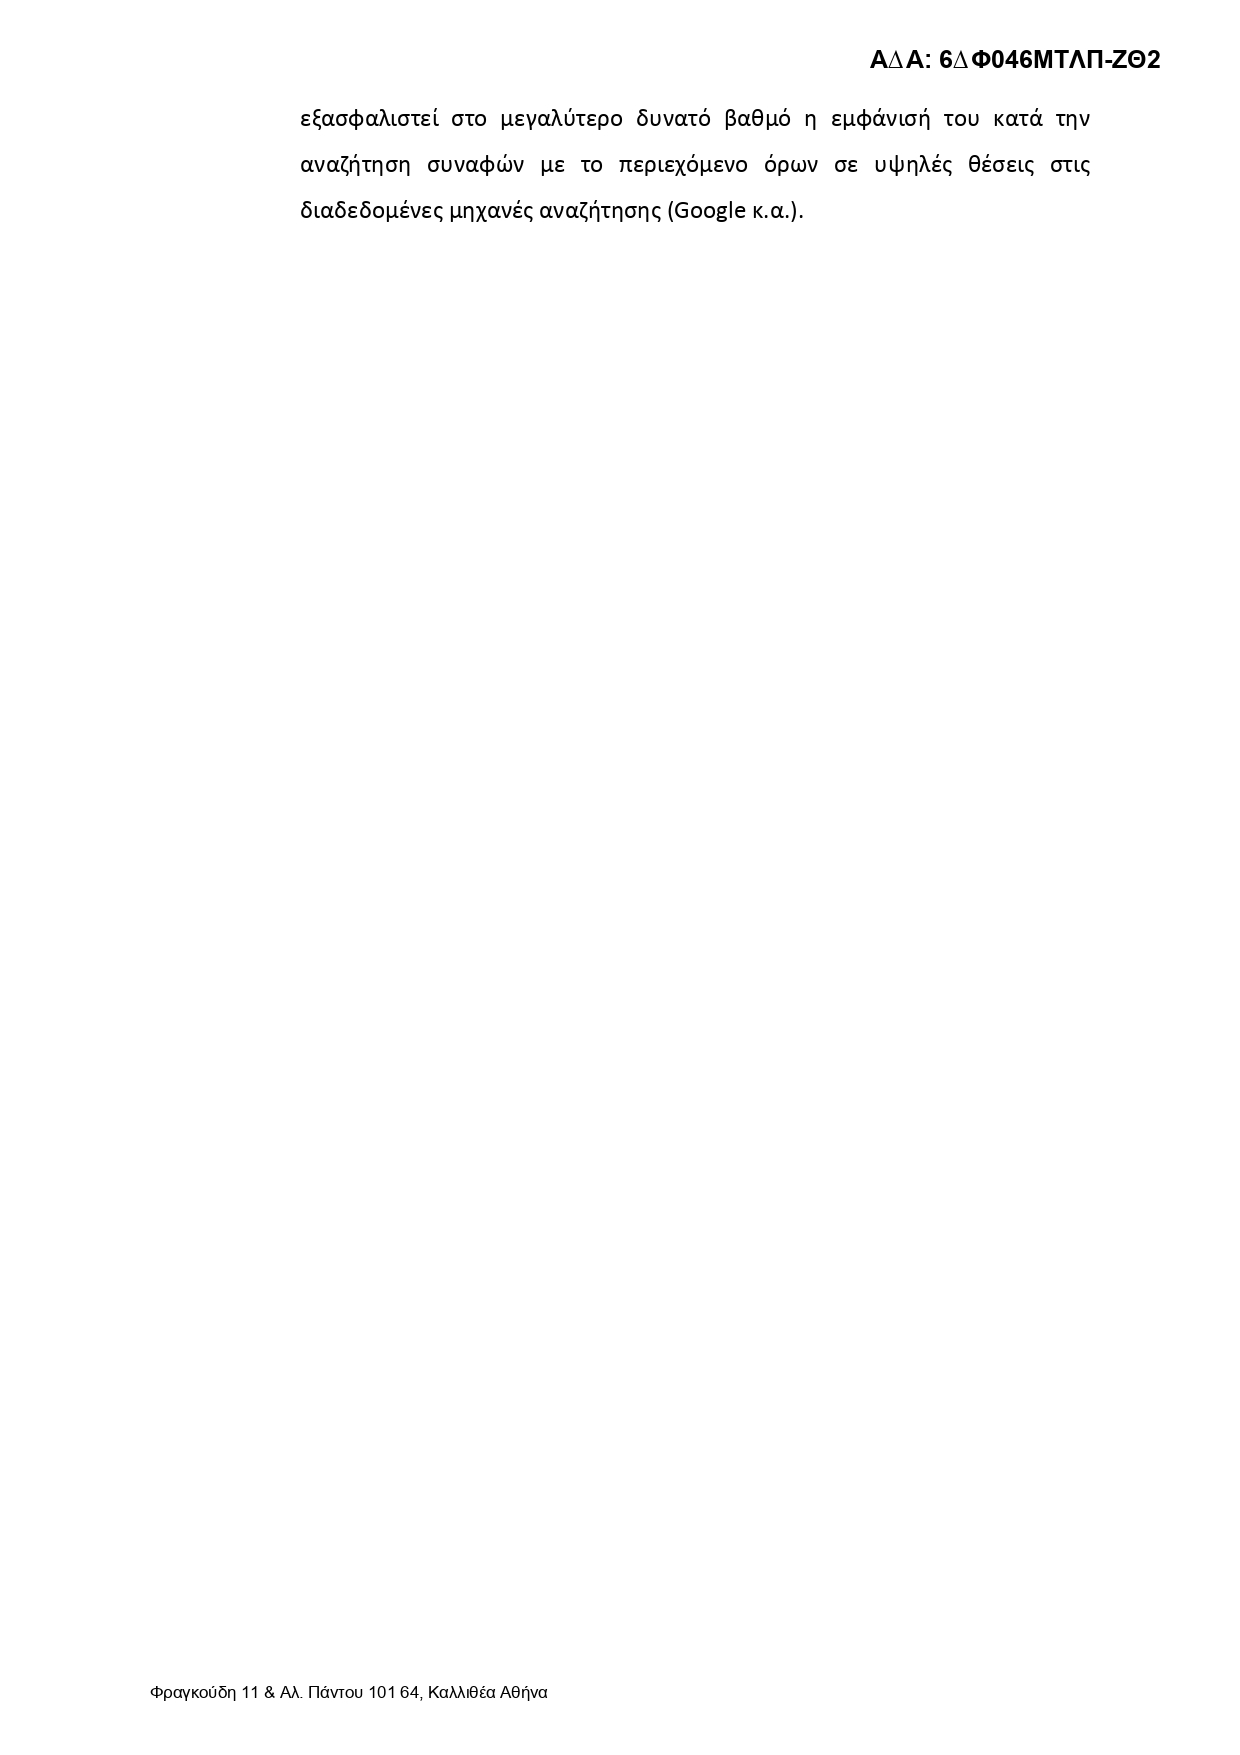 ΑΔΑ: 6ΔΦ046ΜΤΛΠ-ΖΘ2
εξασφαλιστεί στο μεγαλύτερο δυνατό βαθμό η εμφάνισή του κατά την
αναζήτηση συναφών με το περιεχόμενο όρων σε υψηλές θέσεις στις
διαδεδομένες μηχανές αναζήτησης (Google κ.α.).
Φραγκούδη 11 & Αλ. Πάντου 101 64, Καλλιθέα Αθήνα